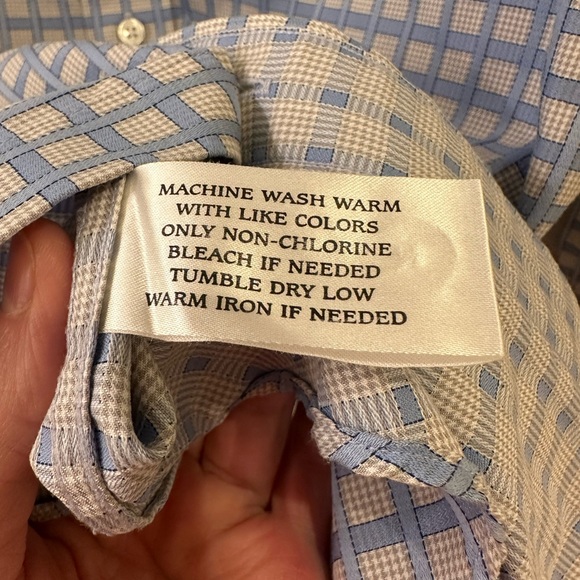 MACHINE WASH WARM
WITH LIKE COLORS
ONLY NON-CHLORINE
BLEACH IF NEEDED
TUMBLE DRY LOW
WARM IRON IF NEEDED